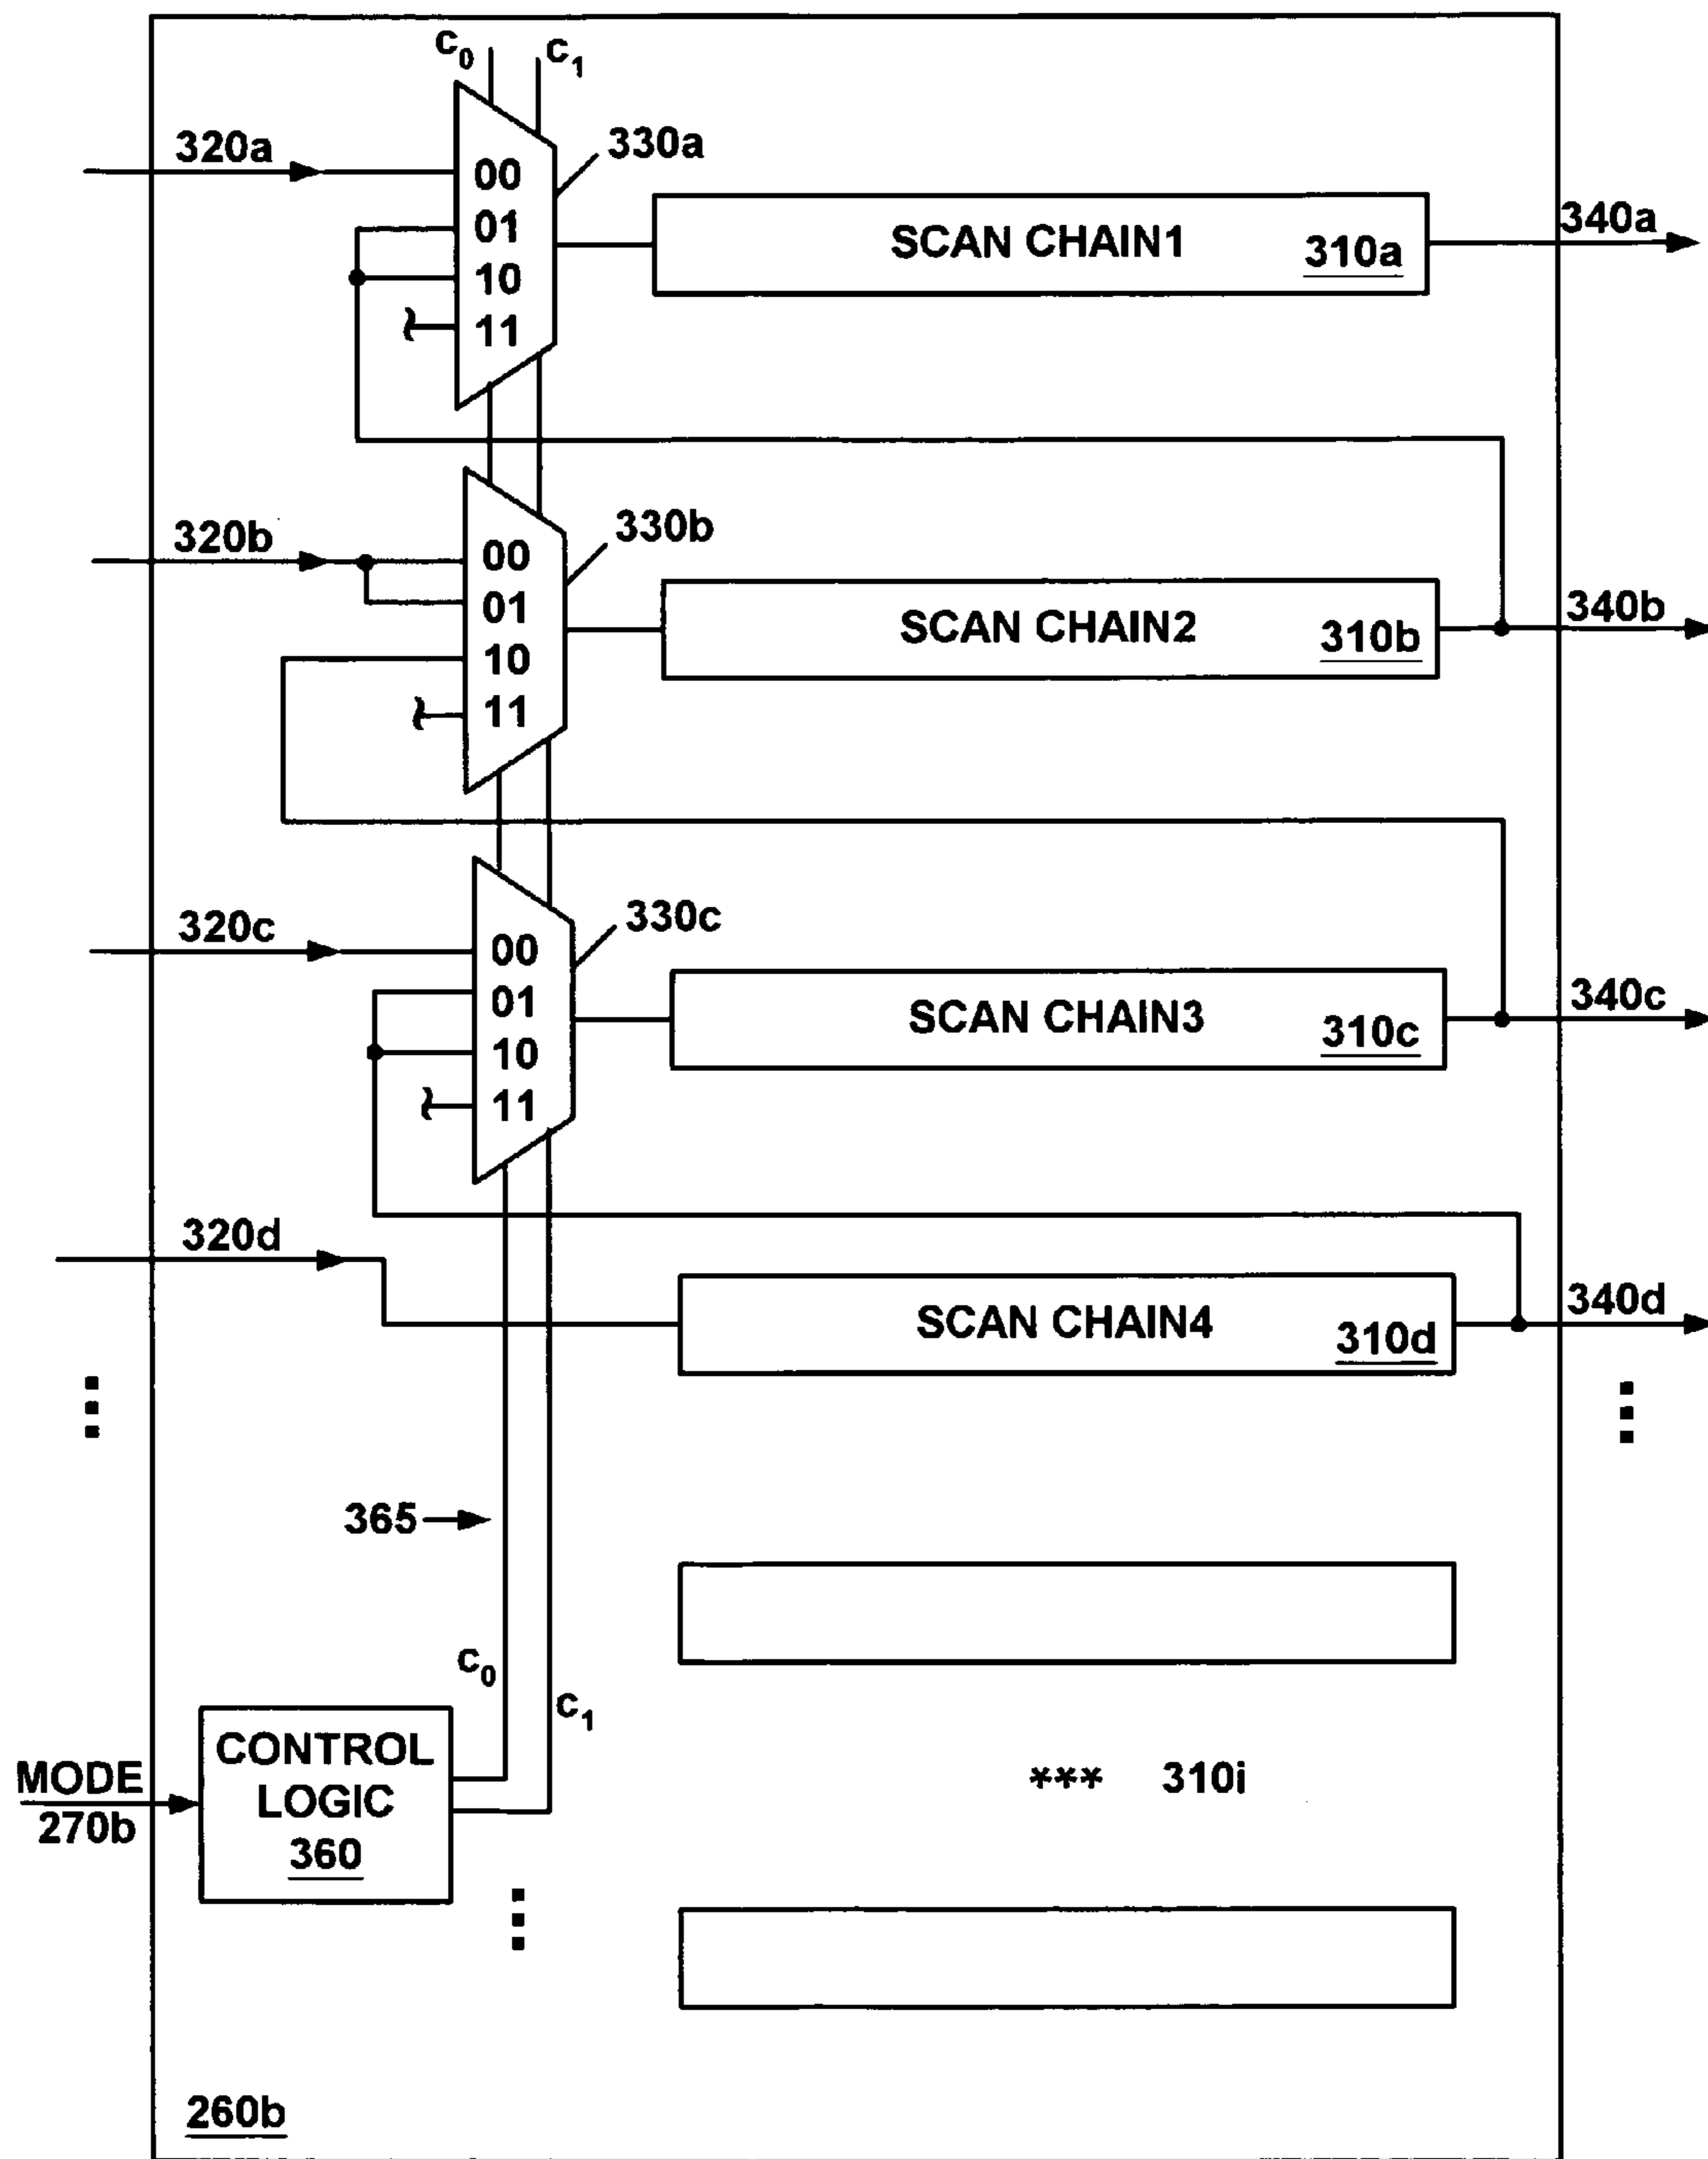 c0
c1
320a
330a
00
01
10
11
SCAN CHAIN1
310a
340a
320b
330b
00
01
10
11
SCAN CHAIN2
310b
340b
320c
330c
00
01
10
11
SCAN CHAIN3
310c
340c
320d
SCAN CHAIN4
310d
340d
365
c0
c1
CONTROL
LOGIC
360
MODE
270b
*** 310i
260b